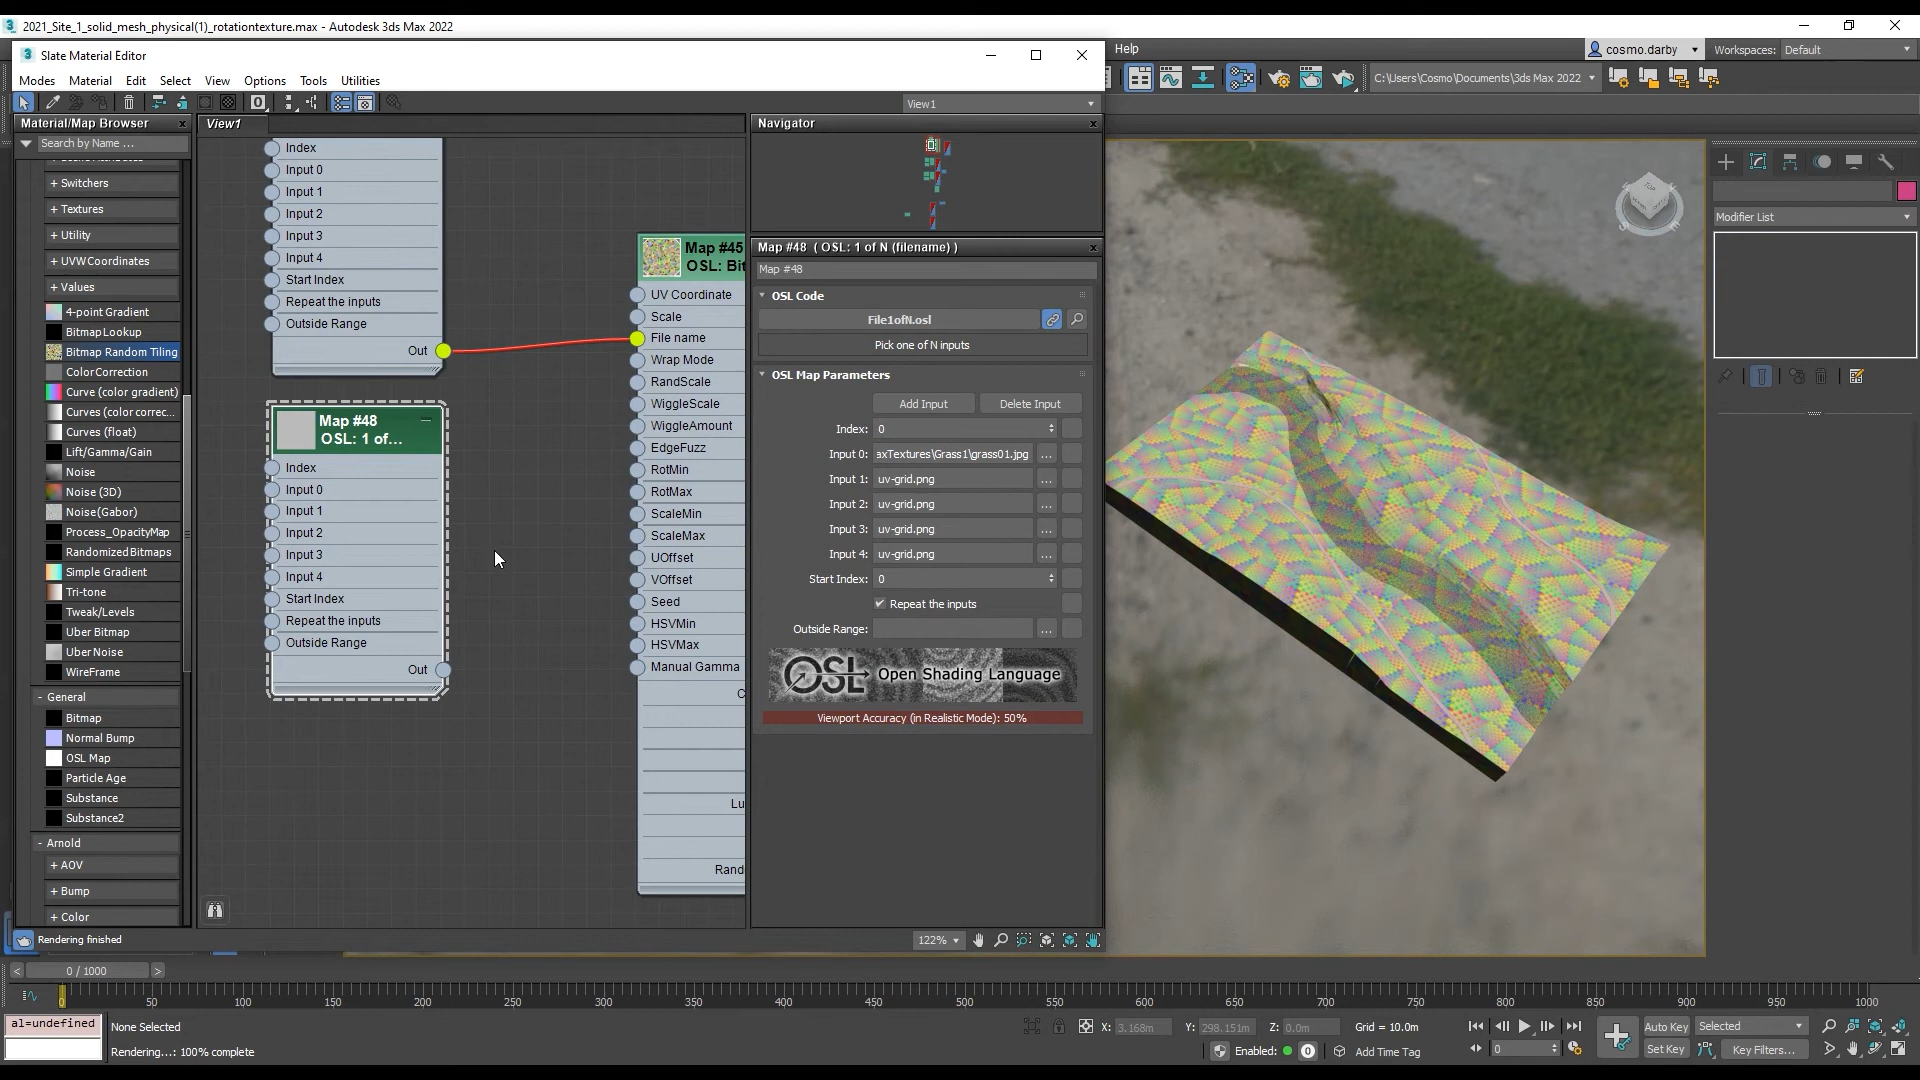 2021_Site_1_solid_mesh_physical(1)_rotationtexture.max - Autodesk 3ds Max 2022
Slate Material Editor
Help
cosmo.darby
Workspaces: Default
Modes Material Edit Select View Options Tools Utilities
C:\Users\Cosmo\Documents\3ds Max 2022
View1
Material/Map Browser
View1
Navigator
Search by Name ...
+ Switchers
+ Textures
+ Utility
+ UVWCoordinates
+ Values
4-point Gradient
Bitmap Lookup
Bitmap Random Tiling
ColorCorrection
Curve (color gradient)
Curves (color correc...
Curves (float)
Lift/Gamma/Gain
Noise
Noise (3D)
Noise(Gabor)
Process_OpacityMap
RandomizedBitmaps
Simple Gradient
Tri-tone
Tweak/Levels
Uber Bitmap
Uber Noise
WireFrame
- General
Bitmap
Normal Bump
OSL Map
Particle Age
Substance
Substance2
- Arnold
+ AOV
+ Bump
+ Color
Index
Input 0
Input 1
Input 2
Input 3
Input 4
Start Index
Repeat the inputs
Outside Range
Out
Map #48
OSL: 1 of...
Index
Input 0
Input 1
Input 2
Input 3
Input 4
Start Index
Repeat the inputs
Outside Range
Out
Map #45
OSL: Bit
UV Coordinate
Scale
File name
Wrap Mode
RandScale
WiggleScale
WiggleAmount
EdgeFuzz
RotMin
RotMax
ScaleMin
ScaleMax
UOffset
VOffset
Seed
HSVMin
HSVMax
Manual Gamma
C
Lu
Rand
Map #48 ( OSL: 1 of N (filename) )
Map #48
OSL Code
File1ofN.osl
Pick one of N inputs
OSL Map Parameters
Add Input Delete Input
Index: 0
Input 0: axTextures\Grass1\grass01.jpg ...
Input 1: uv-grid.png ...
Input 2: uv-grid.png ...
Input 3: uv-grid.png ...
Input 4: uv-grid.png ...
Start Index: 0
Repeat the inputs
Outside Range: ...
OSL Open Shading Language
Viewport Accuracy (in Realistic Mode): 50%
Modifier List
Rendering finished
122%
< 0 / 1000 >
0 50 100 150 200 250 300 350 400 450 500 550 600 650 700 750 800 850 900 950 1000
al=undefined
None Selected
Rendering...: 100% complete
X: 3.168m Y: 298.151m Z: 0.0m Grid = 10.0m
Enabled: 0 Add Time Tag
0
Auto Key Selected
Set Key Key Filters...